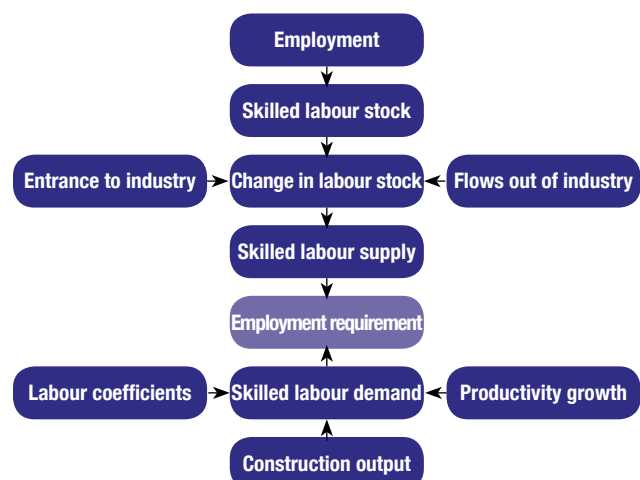 Employment
Skilled labour stock
Entrance to industry
Change in labour stock
Flows out of industry
Skilled labour supply
Employment requirement
Labour coefficients
Skilled labour demand
Productivity growth
Construction output